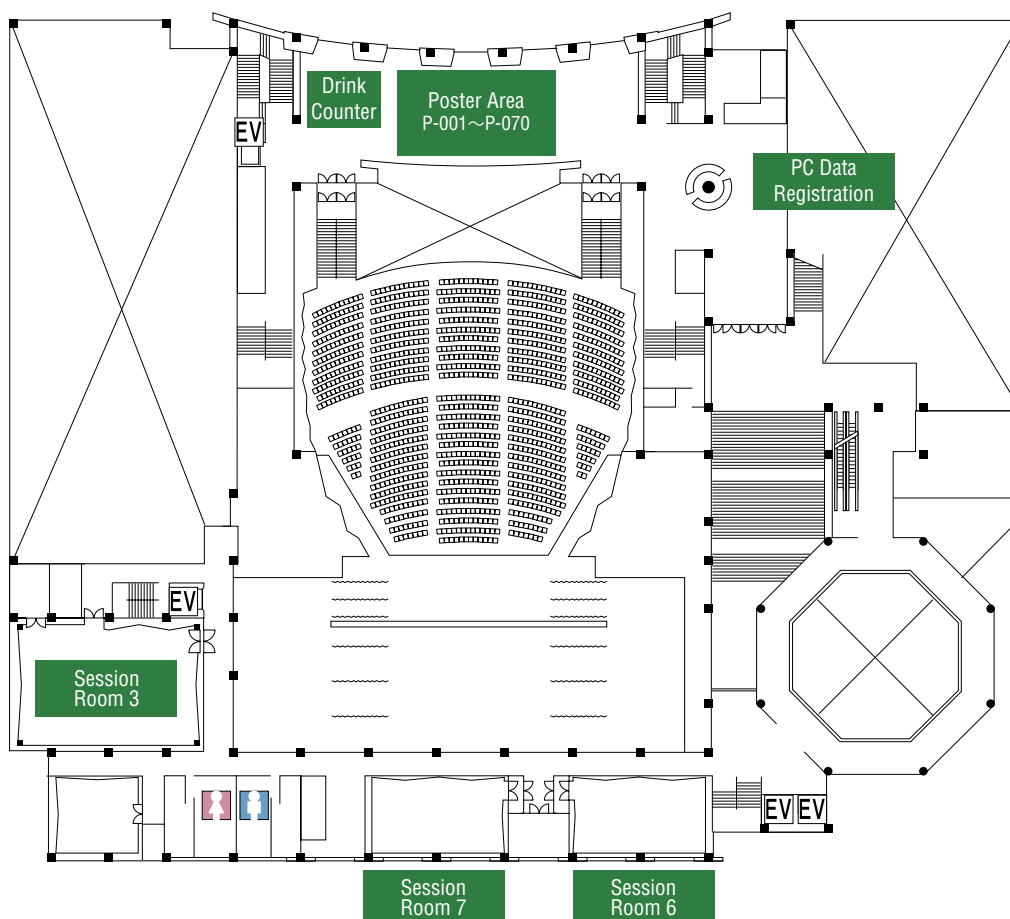 Drink
Counter
Poster Area
P-001～P-070
EV
PC Data
Registration
EV
Session
Room 3
EV
EV
Session
Room 7
Session
Room 6